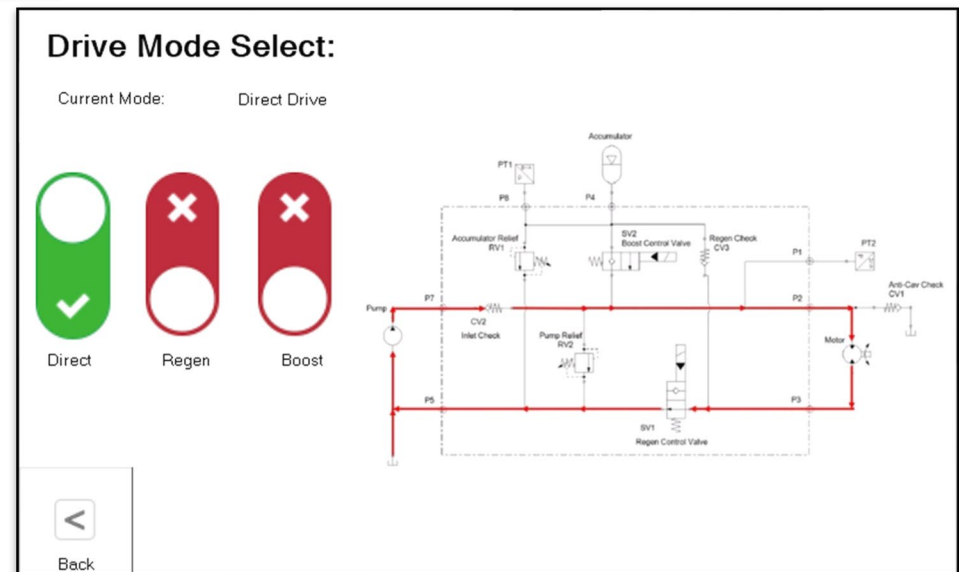 Drive Mode Select:
Current Mode: Direct Drive
Direct
Regen
Boost
Accumulator
PT1
P6
P4
Accumulator Relief
RV1
SV2
Boost Control Valve
Regen Check
CV3
P1
PT2
Anti-Cav Check
CV1
Pump
P7
CV2
Inlet Check
Pump Relief
RV2
P2
Motor
P5
SV1
Regen Control Valve
P3
<
Back